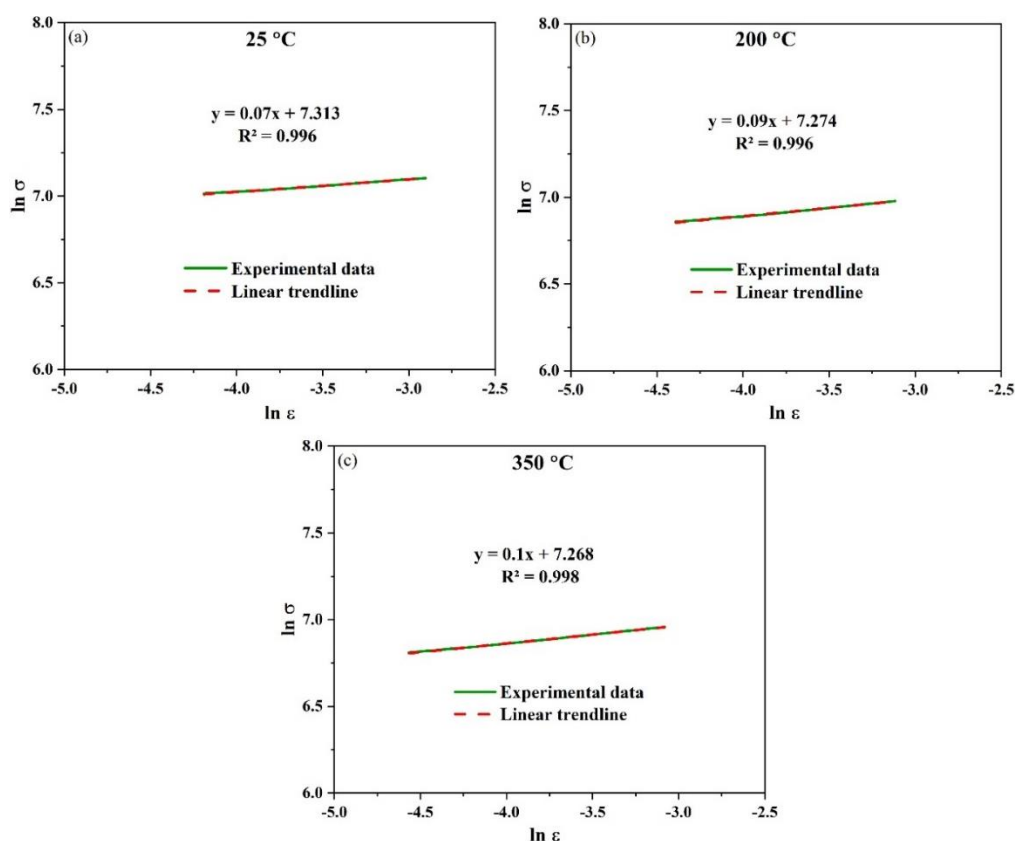 (a)
25 °C
8.0
7.5
7.0
6.5
6.0
ln σ
y = 0.07x + 7.313
R² = 0.996
Experimental data
Linear trendline
-5.0 -4.5 -4.0 -3.5 -3.0 -2.5
ln ε
(b)
200 °C
8.0
7.5
7.0
6.5
6.0
ln σ
y = 0.09x + 7.274
R² = 0.996
Experimental data
Linear trendline
-5.0 -4.5 -4.0 -3.5 -3.0 -2.5
ln ε
(c)
350 °C
8.0
7.5
7.0
6.5
6.0
ln σ
y = 0.1x + 7.268
R² = 0.998
Experimental data
Linear trendline
-5.0 -4.5 -4.0 -3.5 -3.0 -2.5
ln ε